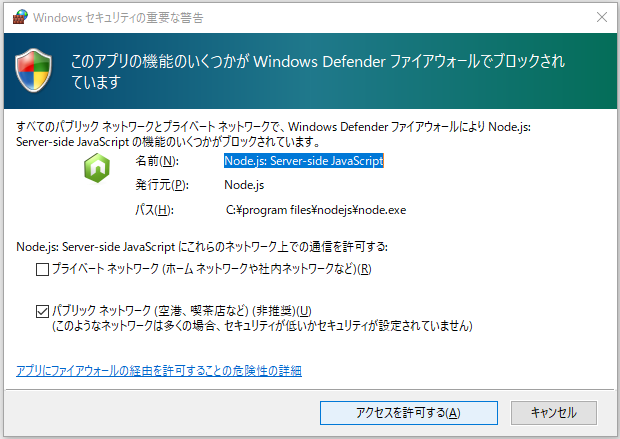 Windows セキュリティの重要な警告
このアプリの機能のいくつかが Windows Defender ファイアウォールでブロックされ
ています
すべてのパブリック ネットワークとプライベート ネットワークで、Windows Defender ファイアウォールにより Node.js:
Server-side JavaScript の機能のいくつかがブロックされています。
名前(N): Node.js: Server-side JavaScript
発行元(P): Node.js
パス(H): C:¥program files¥nodejs¥node.exe
Node.js: Server-side JavaScript にこれらのネットワーク上での通信を許可する:
プライベート ネットワーク (ホーム ネットワークや社内ネットワークなど)(R)
パブリック ネットワーク (空港、喫茶店など) (非推奨)(U)
(このようなネットワークは多くの場合、セキュリティが低いかセキュリティが設定されていません)
アプリにファイアウォールの経由を許可することの危険性の詳細
アクセスを許可する(A) キャンセル